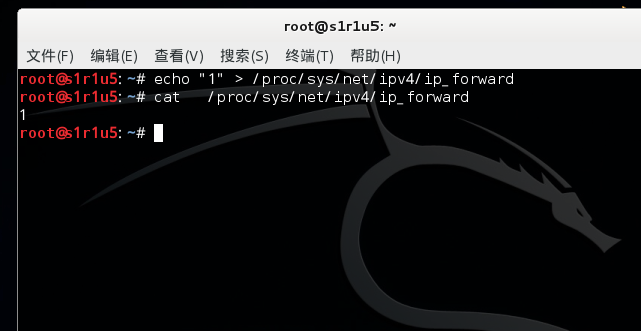 root@s1r1u5: ~
文件(F) 编辑(E) 查看(V) 搜索(S) 终端(T) 帮助(H)
root@s1r1u5:~# echo "1" > /proc/sys/net/ipv4/ip_forward
root@s1r1u5:~# cat   /proc/sys/net/ipv4/ip_forward
1
root@s1r1u5:~#